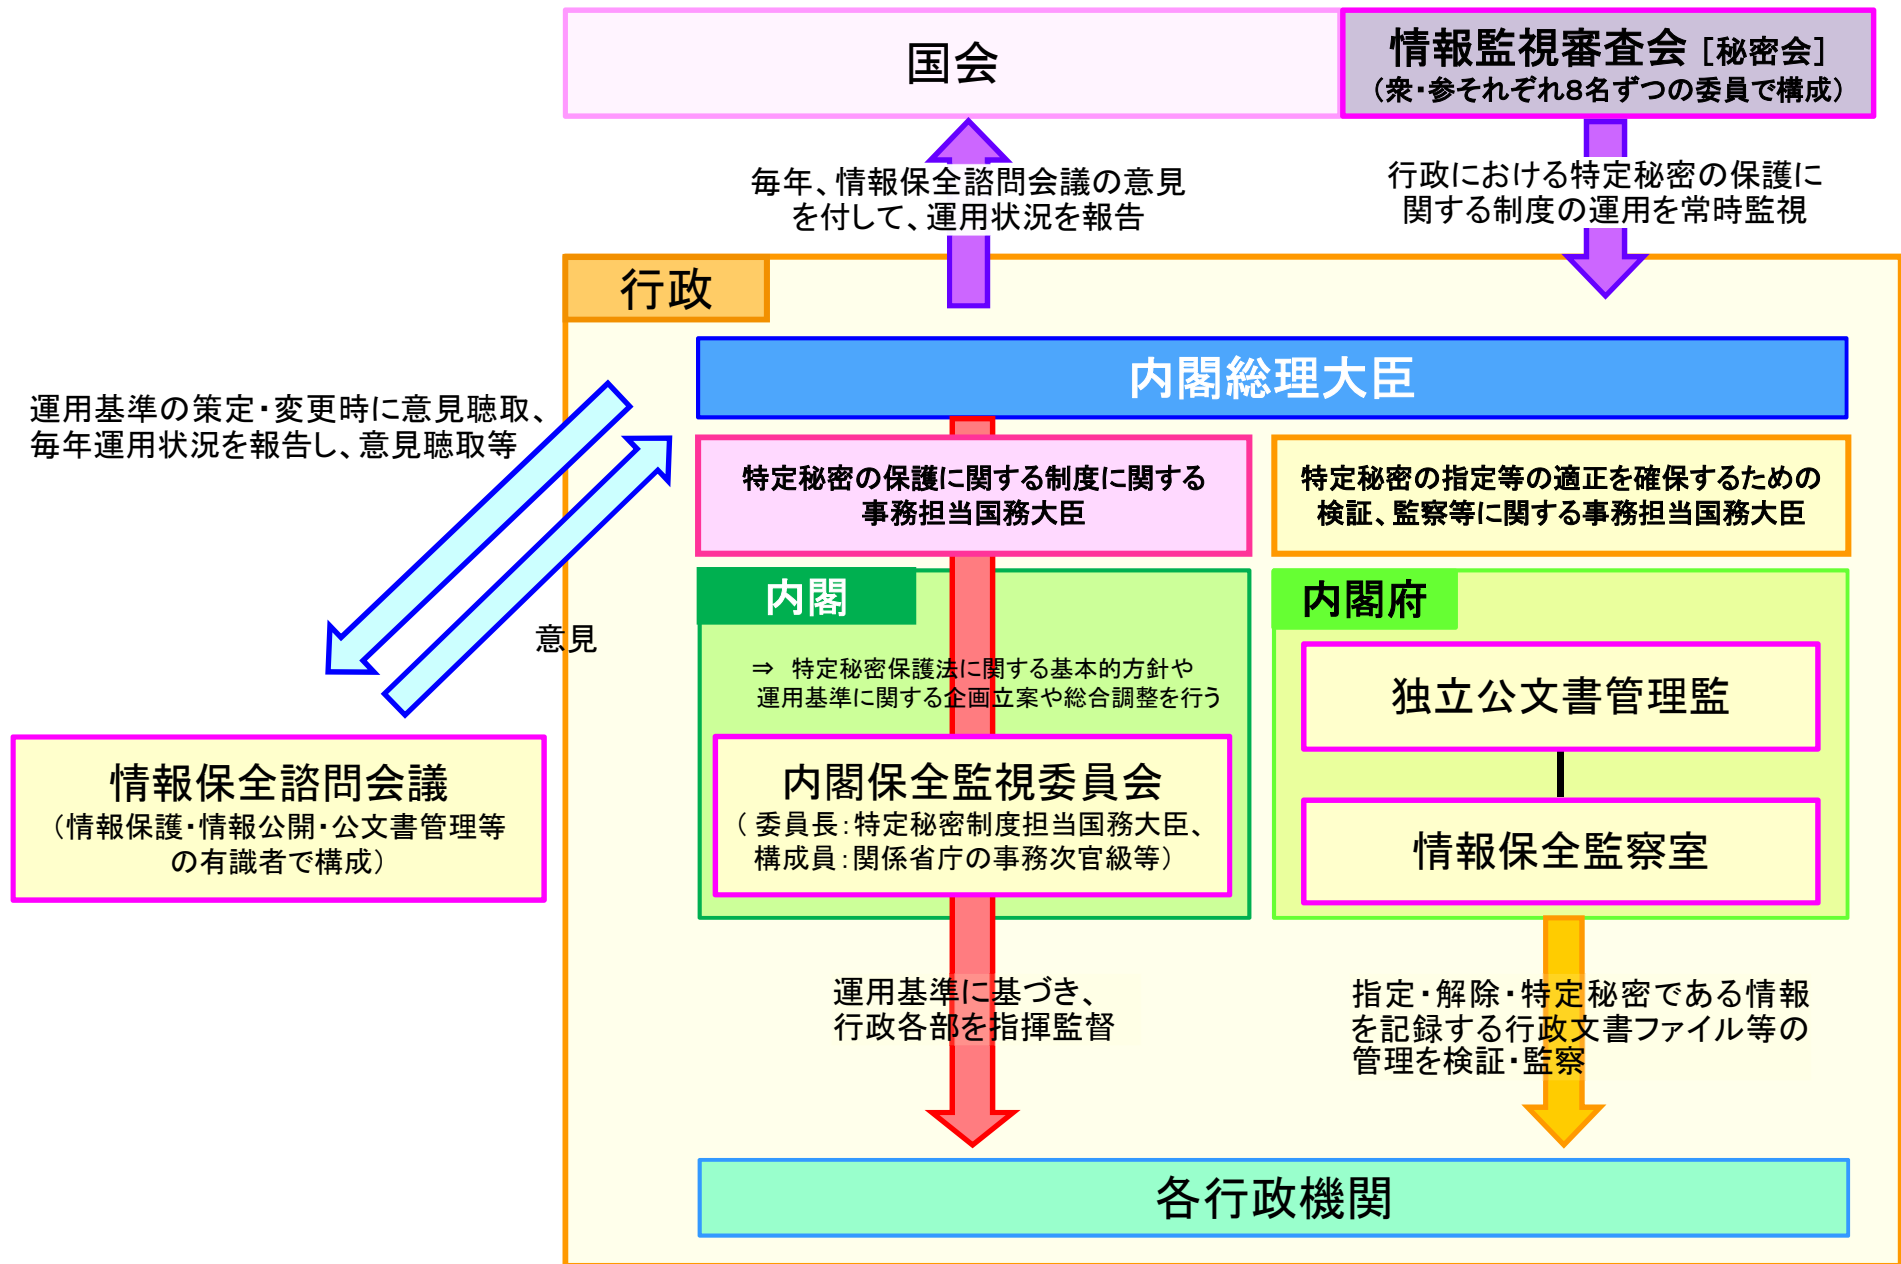 国会
情報監視審査会［秘密会］
（衆・参それぞれ８名ずつの委員で構成）
毎年、情報保全諮問会議の意見
を付して、運用状況を報告
行政における特定秘密の保護に
関する制度の運用を常時監視
行政
内閣総理大臣
運用基準の策定・変更時に意見聴取、
毎年運用状況を報告し、意見聴取等
特定秘密の保護に関する制度に関する
事務担当国務大臣
特定秘密の指定等の適正を確保するための
検証、監察等に関する事務担当国務大臣
意見
内閣
⇒　特定秘密保護法に関する基本的方針や
運用基準に関する企画立案や総合調整を行う
内閣府
独立公文書管理監
情報保全諮問会議
（情報保護・情報公開・公文書管理等
の有識者で構成）
内閣保全監視委員会
（ 委員長：特定秘密制度担当国務大臣、
構成員：関係省庁の事務次官級等）
情報保全監察室
運用基準に基づき、
行政各部を指揮監督
指定・解除・特定秘密である情報
を記録する行政文書ファイル等の
管理を検証・監察
各行政機関